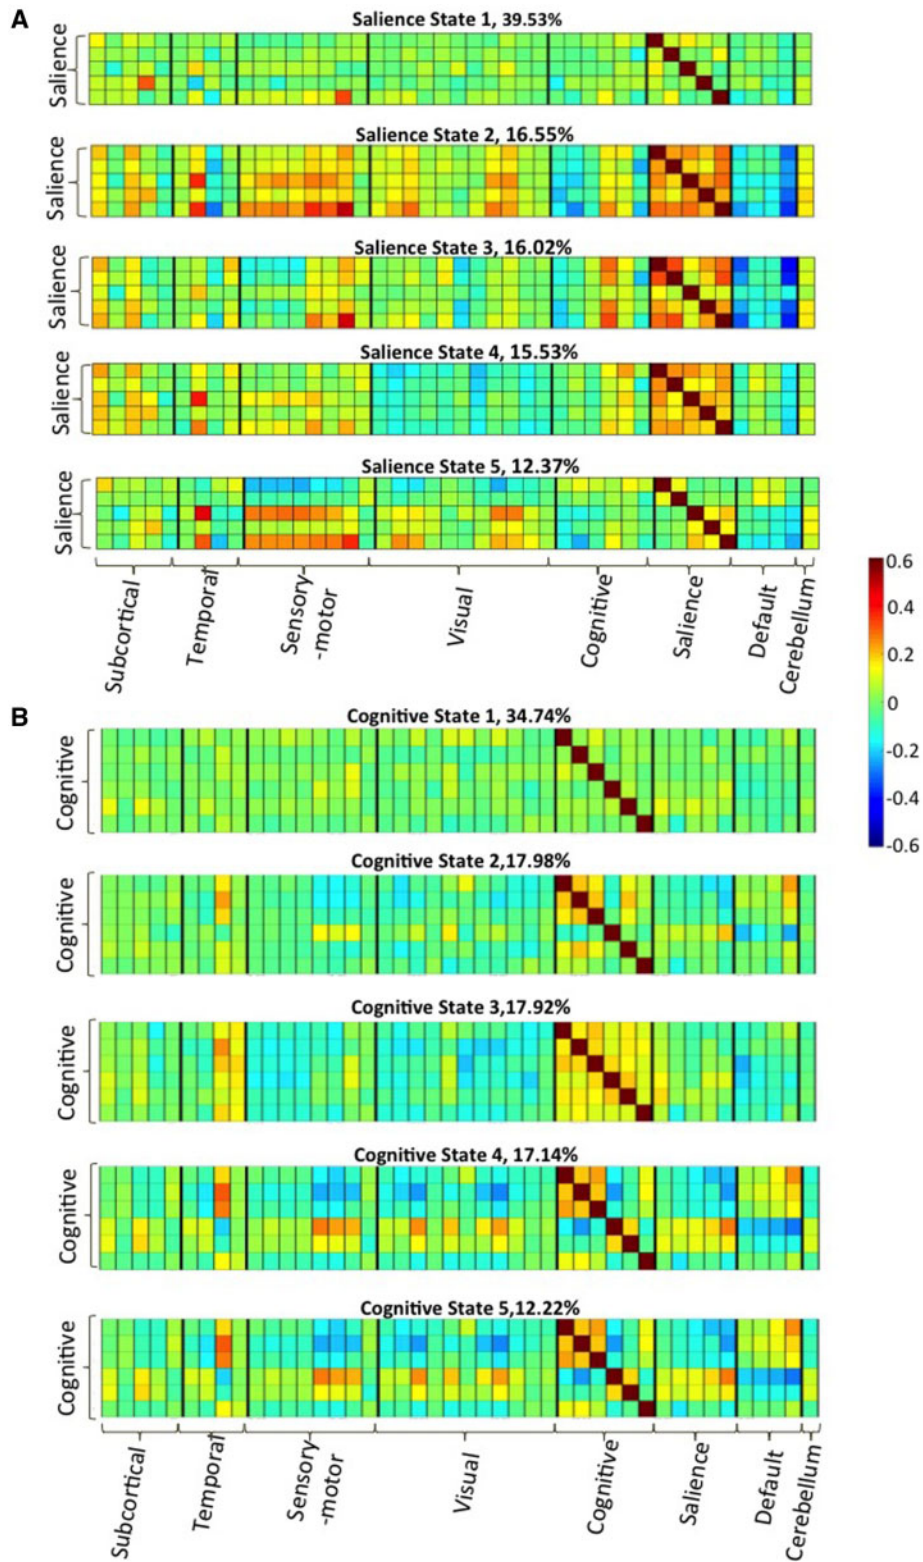 A
Salience State 1, 39.53%
Salience
Salience State 2, 16.55%
Salience
Salience State 3, 16.02%
Salience
Salience State 4, 15.53%
Salience
Salience State 5, 12.37%
Salience
Subcortical
Temporal
Sensory
-motor
Visual
Cognitive
Salience
Default
Cerebellum
0.6
0.4
0.2
0
-0.2
-0.4
-0.6
B
Cognitive State 1, 34.74%
Cognitive
Cognitive State 2,17.98%
Cognitive
Cognitive State 3,17.92%
Cognitive
Cognitive State 4, 17.14%
Cognitive
Cognitive State 5,12.22%
Cognitive
Subcortical
Temporal
Sensory
-motor
Visual
Cognitive
Salience
Default
Cerebellum